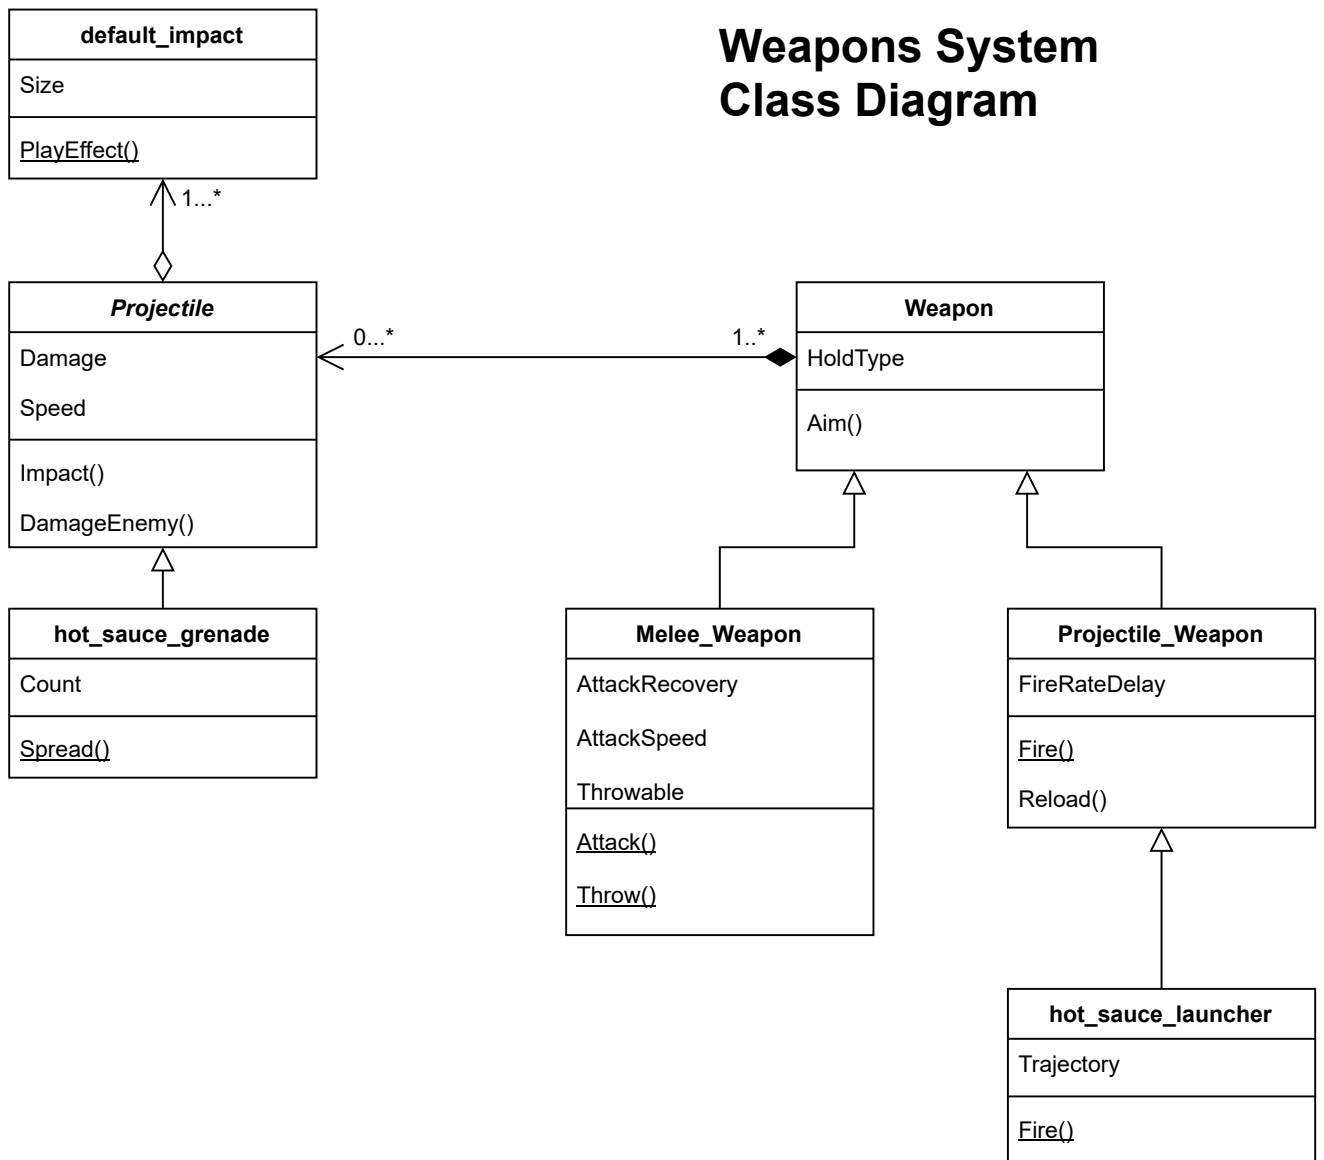 Weapons System
Class Diagram
default_impact
Size
PlayEffect()
1...*
Projectile
Damage
Speed
Impact()
DamageEnemy()
0...*
1..*
Weapon
HoldType
Aim()
hot_sauce_grenade
Count
Spread()
Melee_Weapon
AttackRecovery
AttackSpeed
Throwable
Attack()
Throw()
Projectile_Weapon
FireRateDelay
Fire()
Reload()
hot_sauce_launcher
Trajectory
Fire()